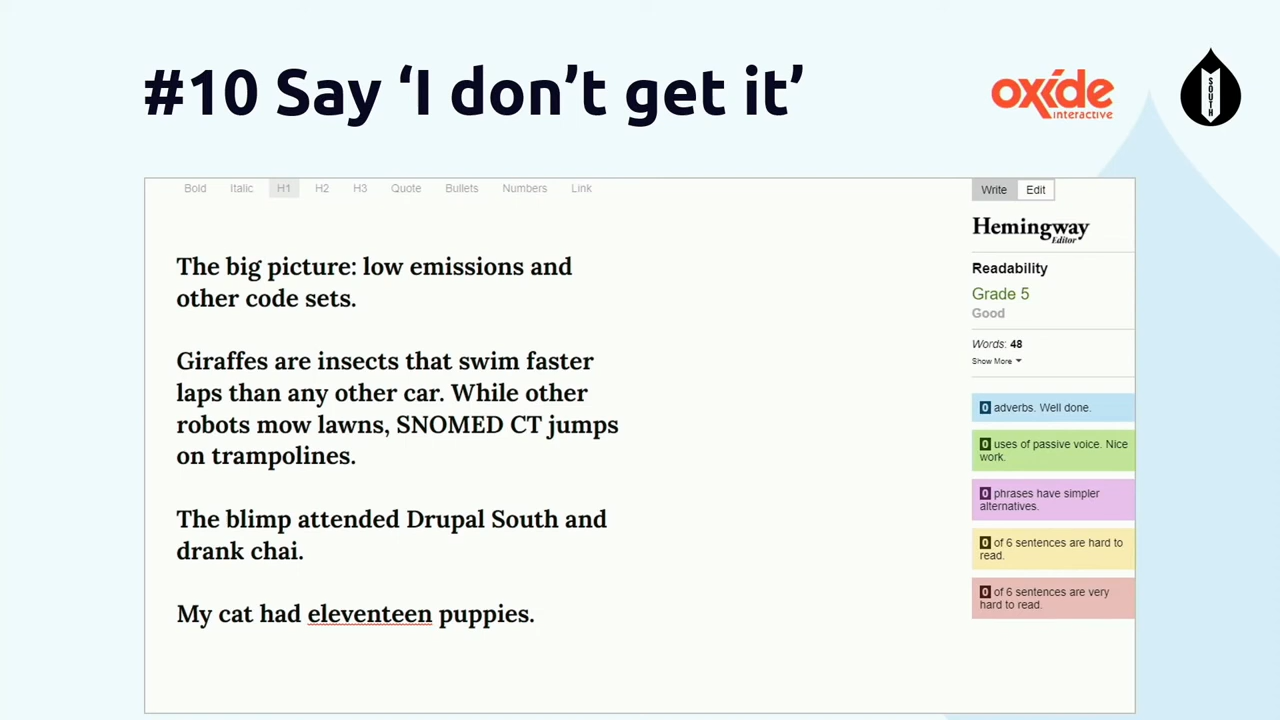 #10 Say ‘I don’t get it’
oxide
interactive
SOUTH
Bold Italic H1 H2 H3 Quote Bullets Numbers Link
Write Edit
Hemingway
Editor
Readability
Grade 5
Good
Words: 48
Show More
0 adverbs. Well done.
0 uses of passive voice. Nice
work.
0 phrases have simpler
alternatives.
0 of 6 sentences are hard to
read.
0 of 6 sentences are very
hard to read.
The big picture: low emissions and
other code sets.
Giraffes are insects that swim faster
laps than any other car. While other
robots mow lawns, SNOMED CT jumps
on trampolines.
The blimp attended Drupal South and
drank chai.
My cat had eleventeen puppies.